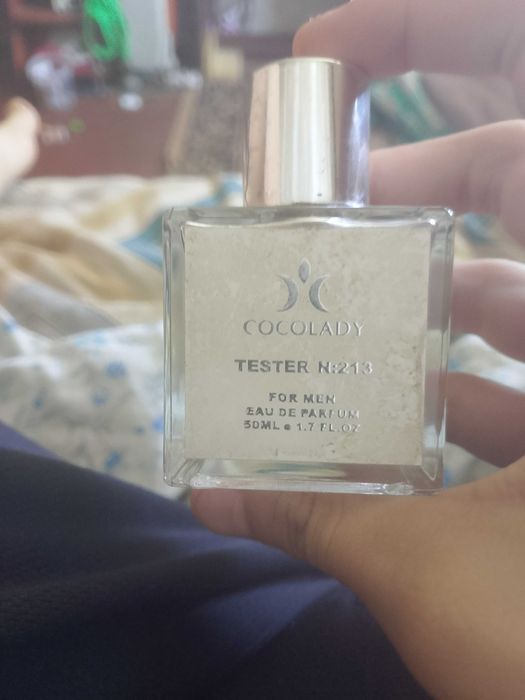 COCOLADY
TESTER N:213
FOR MEN
EAU DE PARFUM
50ML e 1.7 FL.OZ